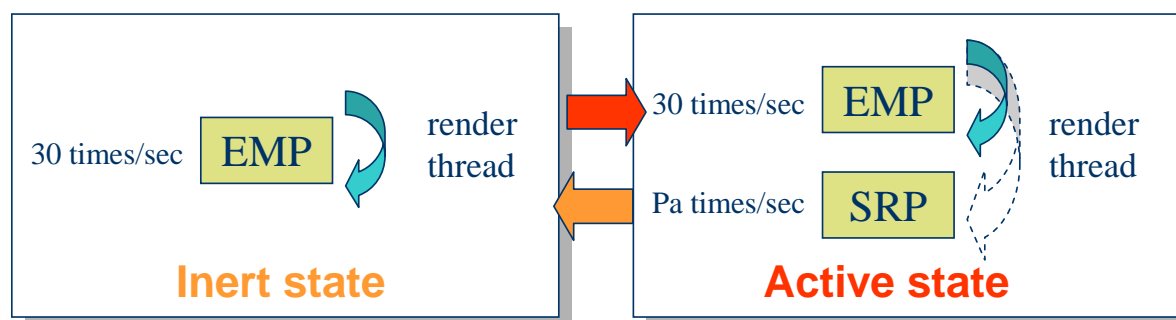 30 times/sec
EMP
render
thread
Inert state
30 times/sec
EMP
Pa times/sec
SRP
render
thread
Active state